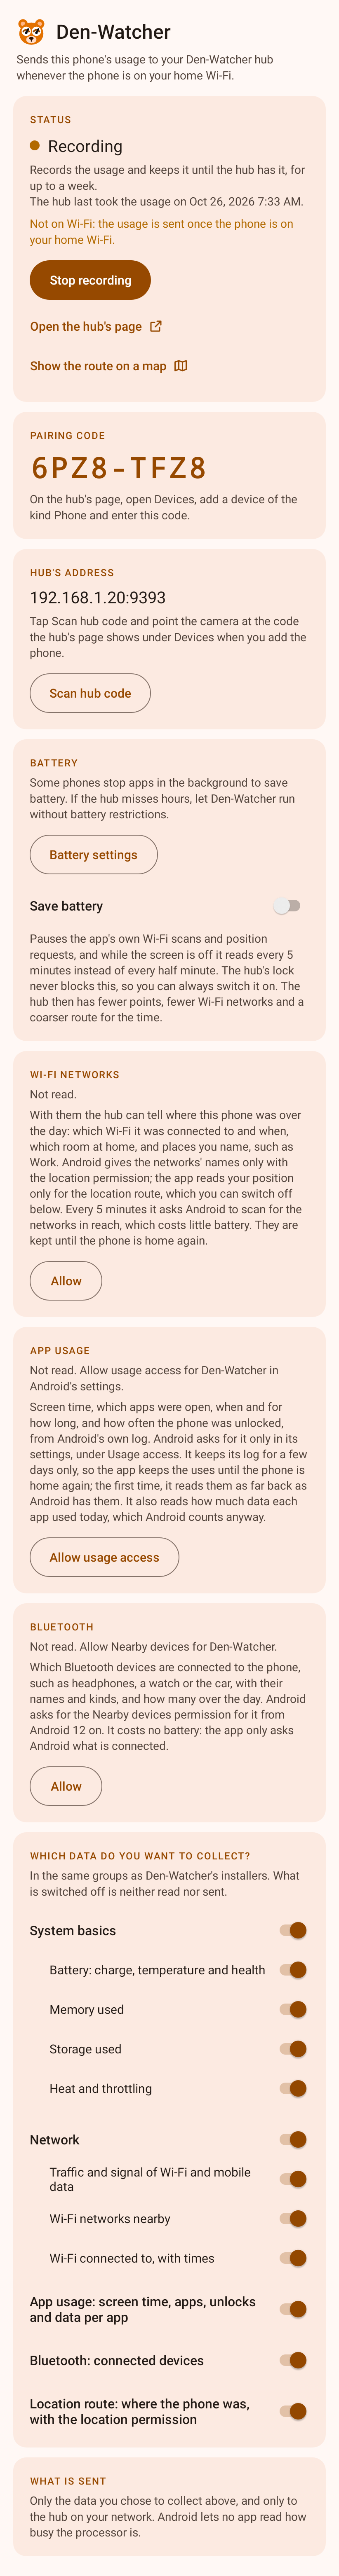 Den-Watcher
Sends this phone's usage to your Den-Watcher hub
whenever the phone is on your home Wi-Fi.
STATUS
Recording
Records the usage and keeps it until the hub has it, for
up to a week.
The hub last took the usage on Oct 26, 2026 7:33 AM.
Not on Wi-Fi: the usage is sent once the phone is on
your home Wi-Fi.
Stop recording
Open the hub's page
Show the route on a map
PAIRING CODE
6PZ8-TFZ8
On the hub's page, open Devices, add a device of the
kind Phone and enter this code.
HUB'S ADDRESS
192.168.1.20:9393
Tap Scan hub code and point the camera at the code
the hub's page shows under Devices when you add the
phone.
Scan hub code
BATTERY
Some phones stop apps in the background to save
battery. If the hub misses hours, let Den-Watcher run
without battery restrictions.
Battery settings
Save battery
Pauses the app's own Wi-Fi scans and position
requests, and while the screen is off it reads every 5
minutes instead of every half minute. The hub's lock
never blocks this, so you can always switch it on. The
hub then has fewer points, fewer Wi-Fi networks and a
coarser route for the time.
WI-FI NETWORKS
Not read.
With them the hub can tell where this phone was over
the day: which Wi-Fi it was connected to and when,
which room at home, and places you name, such as
Work. Android gives the networks' names only with
the location permission; the app reads your position
only for the location route, which you can switch off
below. Every 5 minutes it asks Android to scan for the
networks in reach, which costs little battery. They are
kept until the phone is home again.
Allow
APP USAGE
Not read. Allow usage access for Den-Watcher in
Android's settings.
Screen time, which apps were open, when and for
how long, and how often the phone was unlocked,
from Android's own log. Android asks for it only in its
settings, under Usage access. It keeps its log for a few
days only, so the app keeps the uses until the phone is
home again; the first time, it reads them as far back as
Android has them. It also reads how much data each
app used today, which Android counts anyway.
Allow usage access
BLUETOOTH
Not read. Allow Nearby devices for Den-Watcher.
Which Bluetooth devices are connected to the phone,
such as headphones, a watch or the car, with their
names and kinds, and how many over the day. Android
asks for the Nearby devices permission for it from
Android 12 on. It costs no battery: the app only asks
Android what is connected.
Allow
WHICH DATA DO YOU WANT TO COLLECT?
In the same groups as Den-Watcher's installers. What
is switched off is neither read nor sent.
System basics
Battery: charge, temperature and health
Memory used
Storage used
Heat and throttling
Network
Traffic and signal of Wi-Fi and mobile
data
Wi-Fi networks nearby
Wi-Fi connected to, with times
App usage: screen time, apps, unlocks
and data per app
Bluetooth: connected devices
Location route: where the phone was,
with the location permission
WHAT IS SENT
Only the data you chose to collect above, and only to
the hub on your network. Android lets no app read how
busy the processor is.